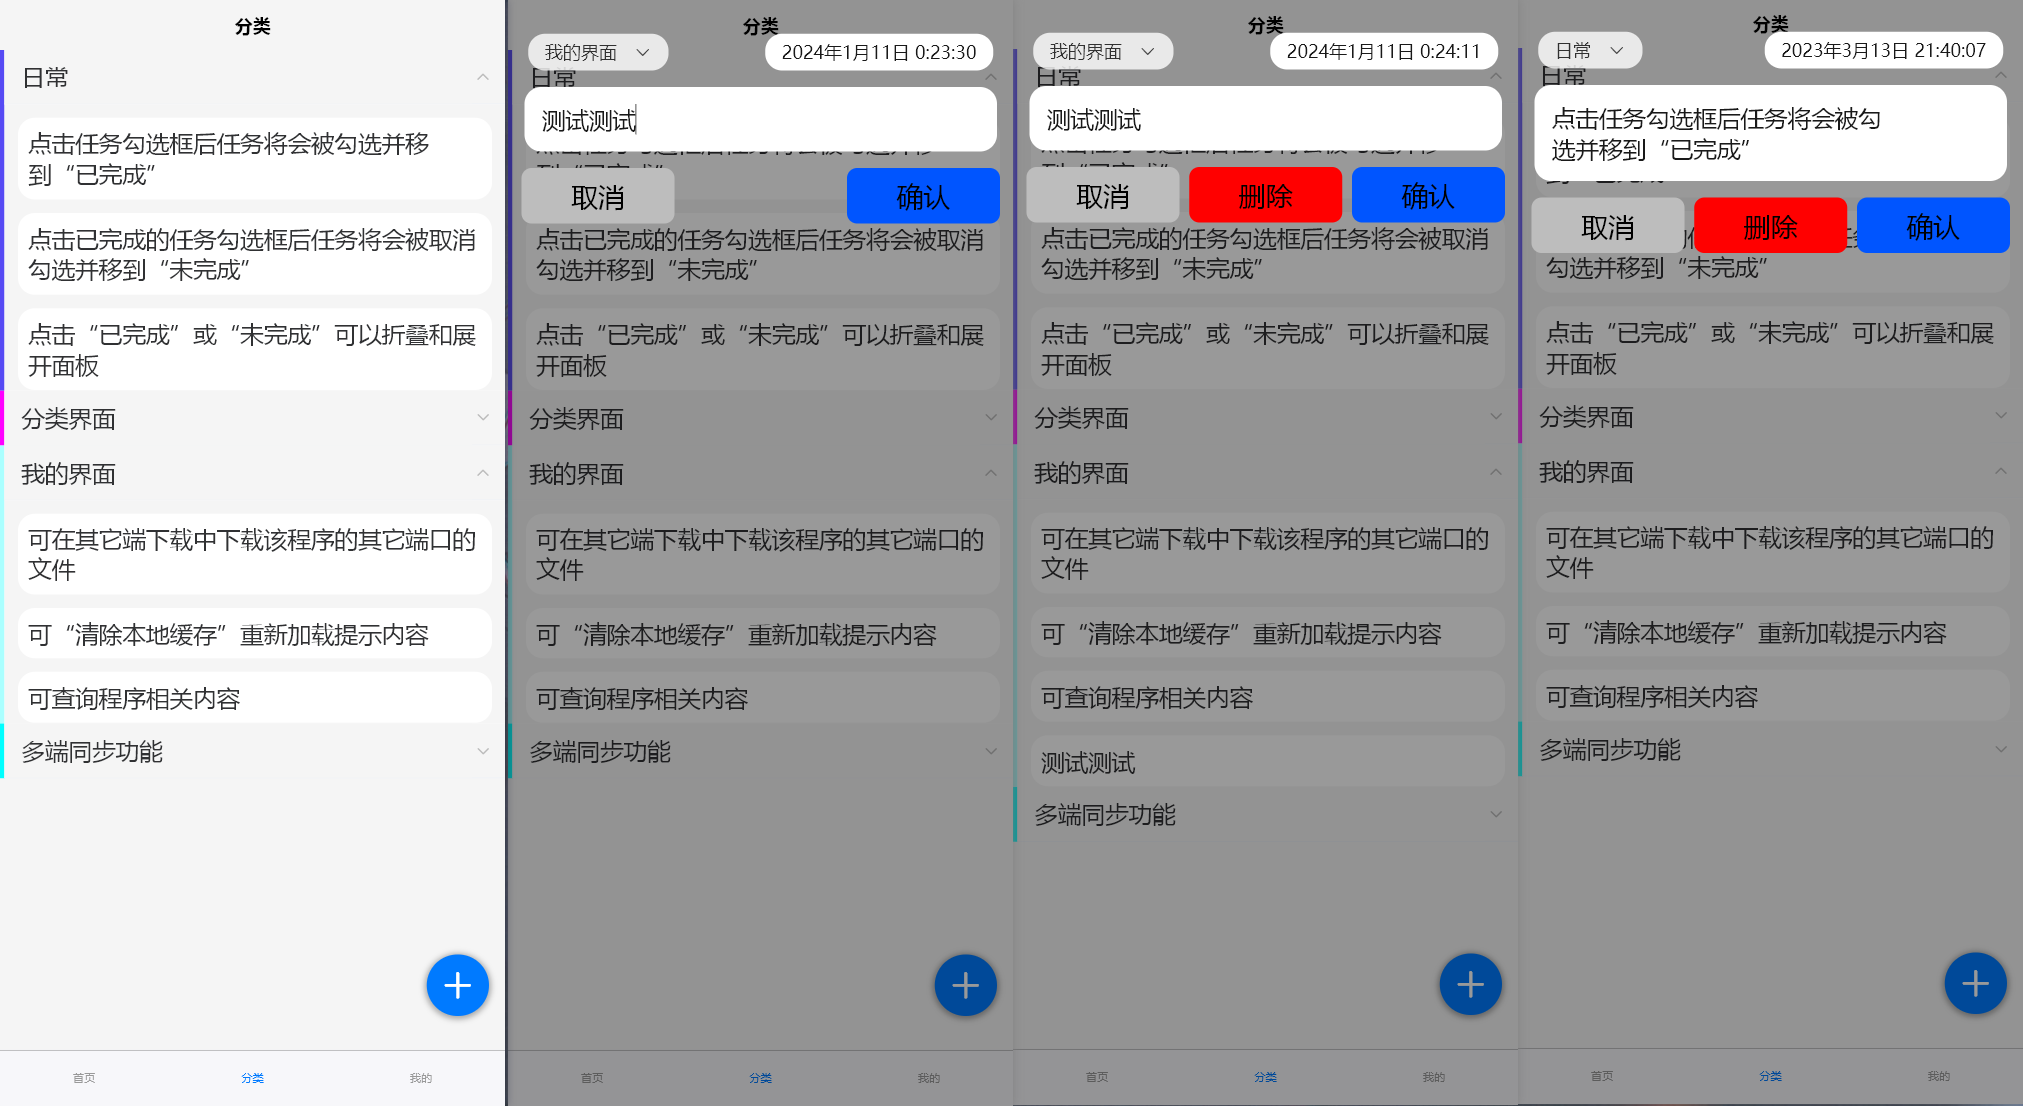 分类
日常
点击任务勾选框后任务将会被勾选并移
到“已完成”
点击已完成的任务勾选框后任务将会被取消
勾选并移到“未完成”
点击“已完成”或“未完成”可以折叠和展
开面板
分类界面
我的界面
可在其它端下载中下载该程序的其它端口的
文件
可“清除本地缓存”重新加载提示内容
可查询程序相关内容
多端同步功能
首页
分类
我的
分类
我的界面
2024年1月11日 0:23:30
日常
测试测试
到“已完成”
取消
确认
点击已完成的任务勾选框后任务将会被取消
勾选并移到“未完成”
点击“已完成”或“未完成”可以折叠和展
开面板
分类界面
我的界面
可在其它端下载中下载该程序的其它端口的
文件
可“清除本地缓存”重新加载提示内容
可查询程序相关内容
多端同步功能
首页
分类
我的
分类
我的界面
2024年1月11日 0:24:11
日常
测试测试
到“已完成”
取消
删除
确认
点击已完成的任务勾选框后任务将会被取消
勾选并移到“未完成”
点击“已完成”或“未完成”可以折叠和展
开面板
分类界面
我的界面
可在其它端下载中下载该程序的其它端口的
文件
可“清除本地缓存”重新加载提示内容
可查询程序相关内容
测试测试
多端同步功能
首页
分类
我的
分类
日常
2023年3月13日 21:40:07
日常
点击任务勾选框后任务将会被勾
选并移到“已完成”
取消
删除
确认
勾选并移到“未完成”
点击“已完成”或“未完成”可以折叠和展
开面板
分类界面
我的界面
可在其它端下载中下载该程序的其它端口的
文件
可“清除本地缓存”重新加载提示内容
可查询程序相关内容
多端同步功能
首页
分类
我的